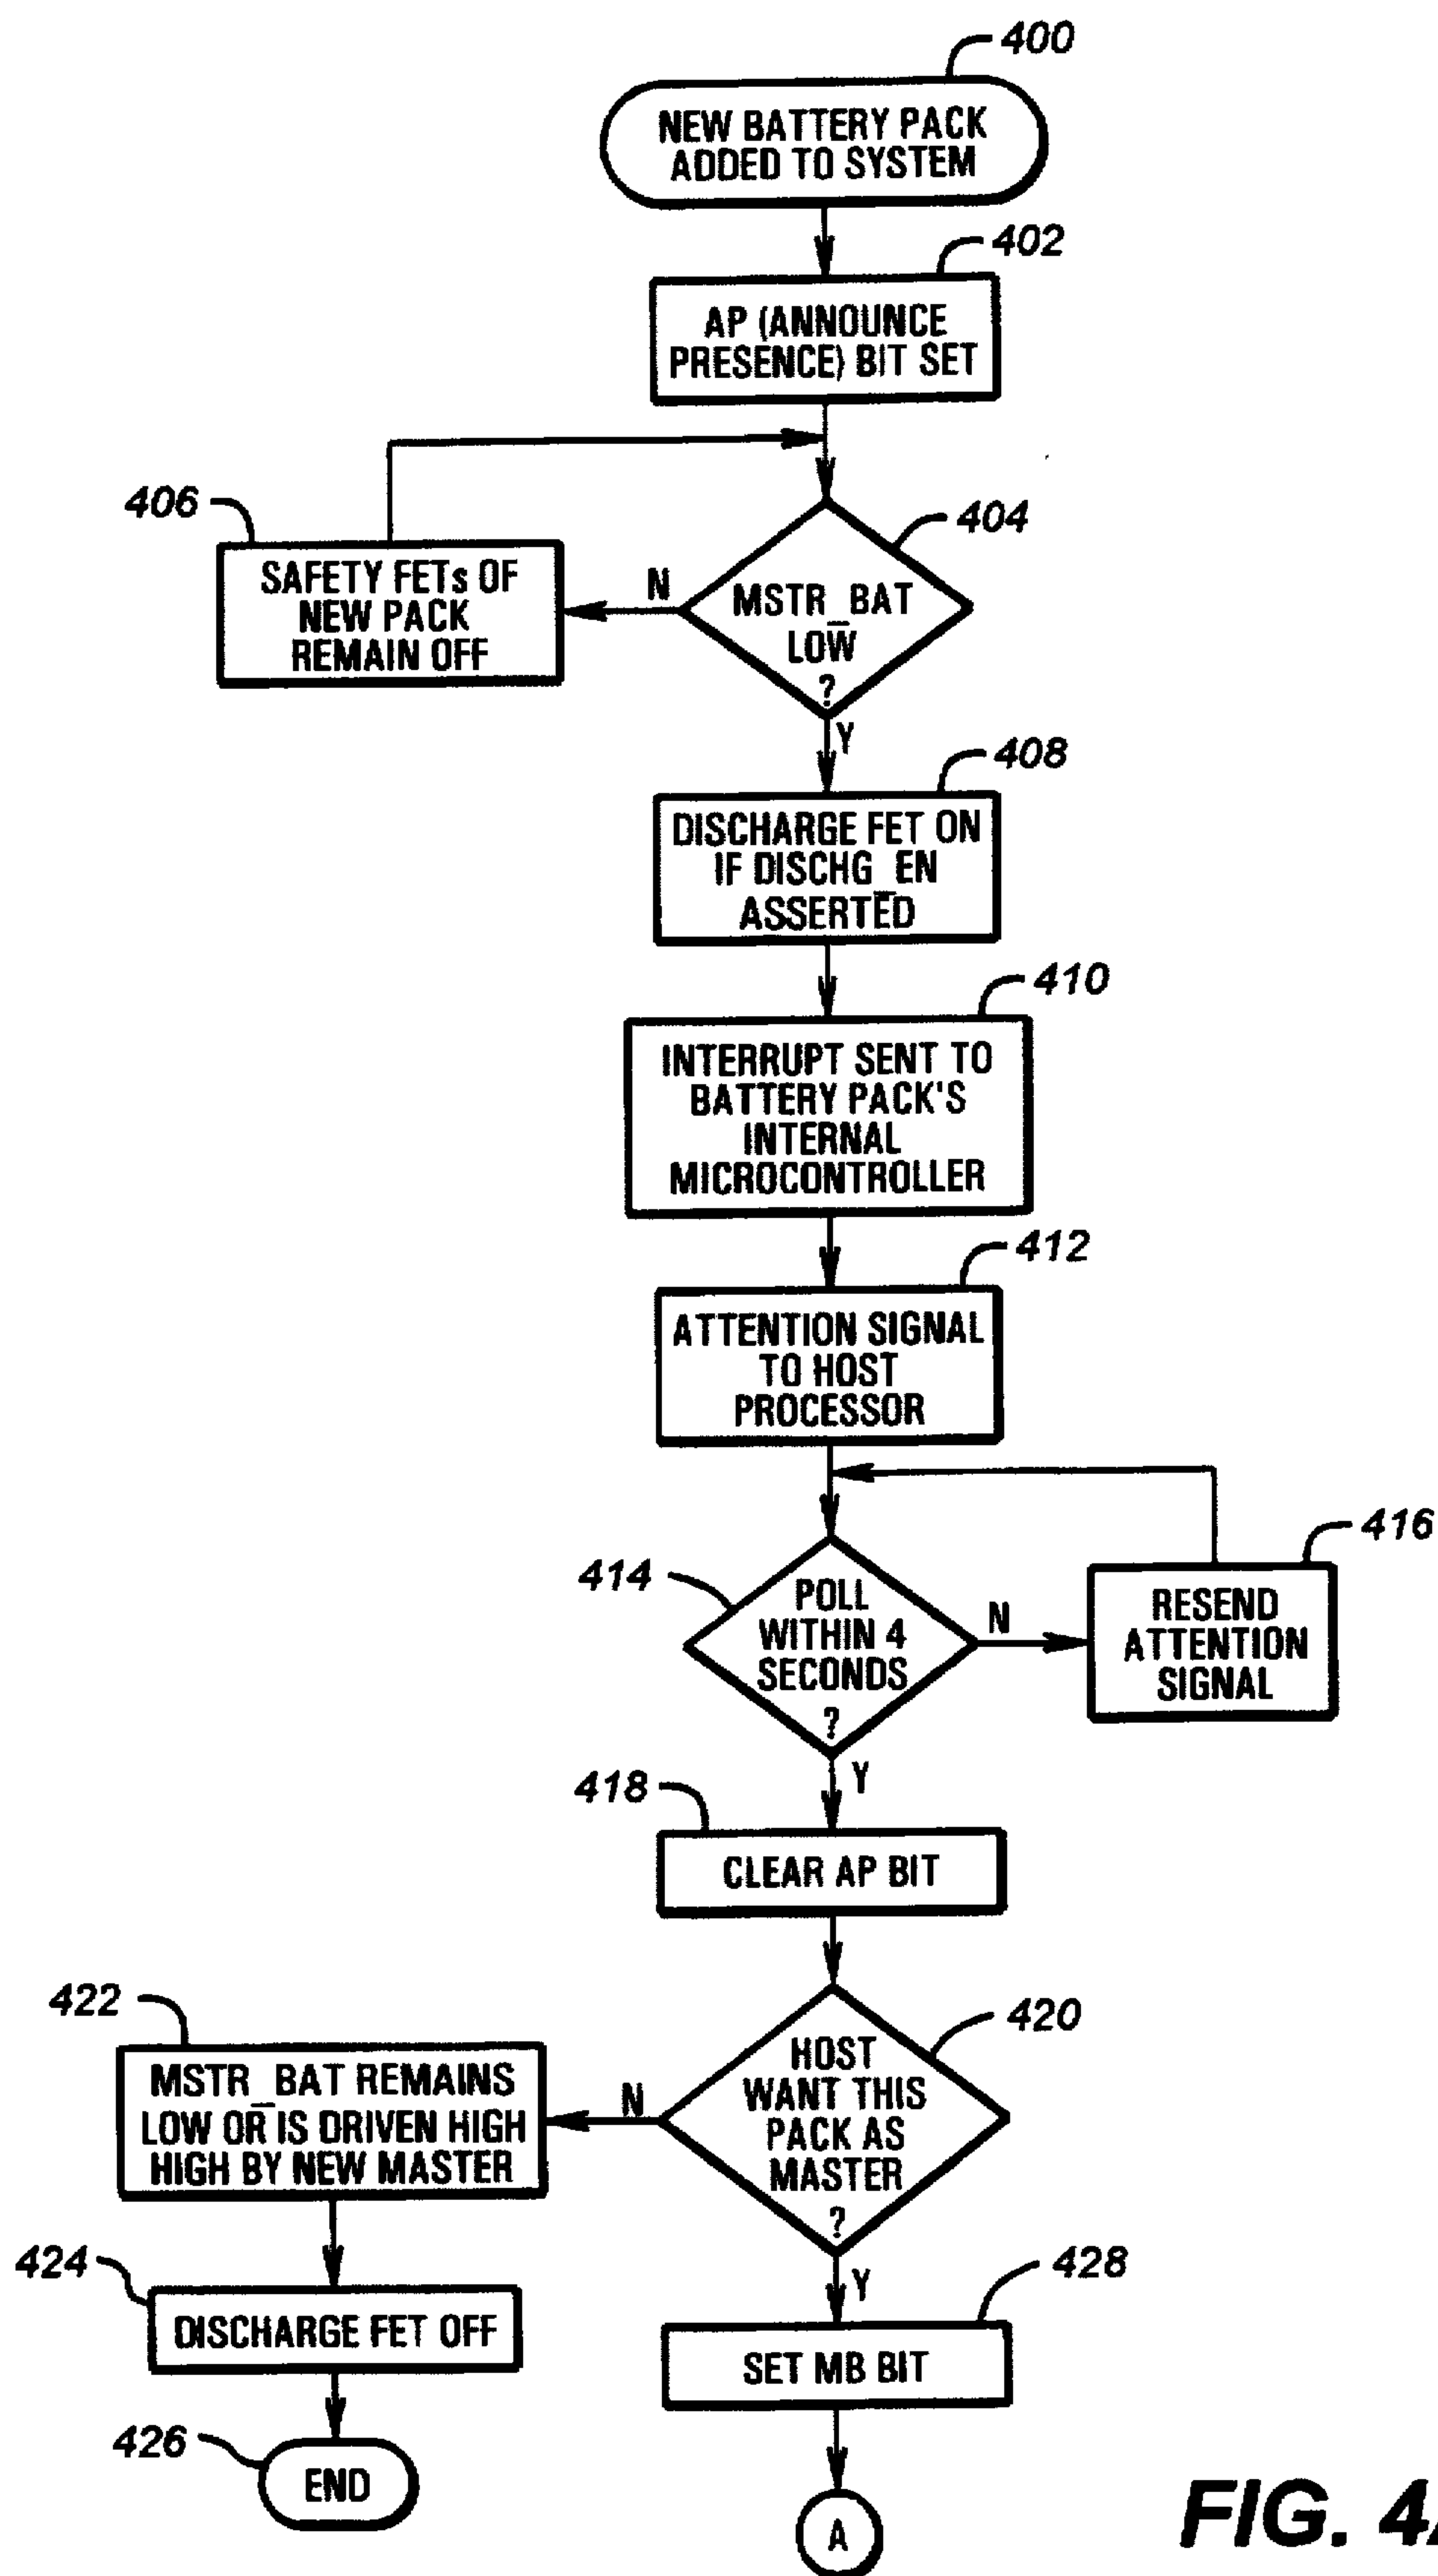 400
NEW BATTERY PACK
ADDED TO SYSTEM
402
AP (ANNOUNCE
PRESENCE) BIT SET
406
SAFETY FETs OF
NEW PACK
REMAIN OFF
N
404
MSTR_BAT
LOW
?
Y
408
DISCHARGE FET ON
IF DISCHG_EN
ASSERTED
410
INTERRUPT SENT TO
BATTERY PACK'S
INTERNAL
MICROCONTROLLER
412
ATTENTION SIGNAL
TO HOST
PROCESSOR
414
POLL
WITHIN 4
SECONDS
?
N
416
RESEND
ATTENTION
SIGNAL
Y
418
CLEAR AP BIT
420
HOST
WANT THIS
PACK AS
MASTER
?
N
422
MSTR_BAT REMAINS
LOW OR IS DRIVEN HIGH
HIGH BY NEW MASTER
424
DISCHARGE FET OFF
426
END
Y
428
SET MB BIT
A
FIG. 4A